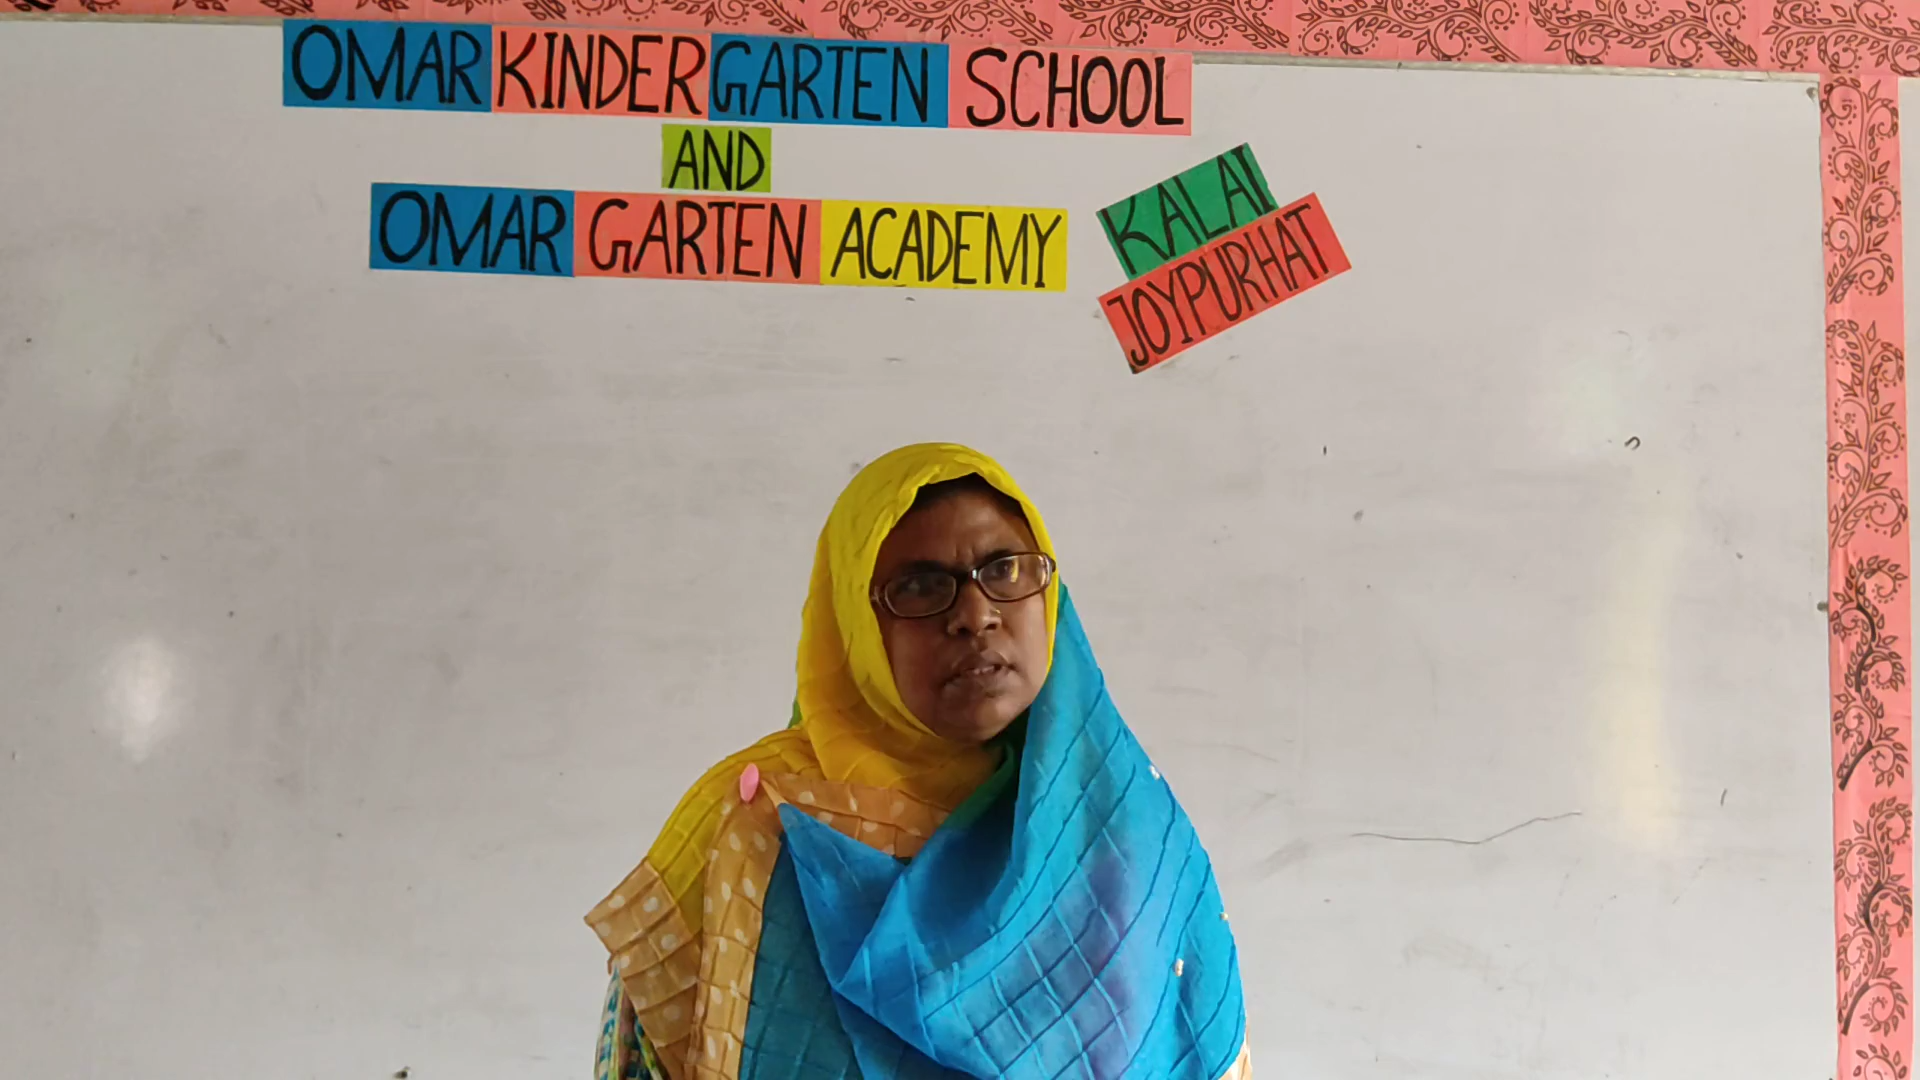 OMAR KINDERGARTEN SCHOOL
AND
OMAR GARTEN ACADEMY
KALAI
JOYPURHAT